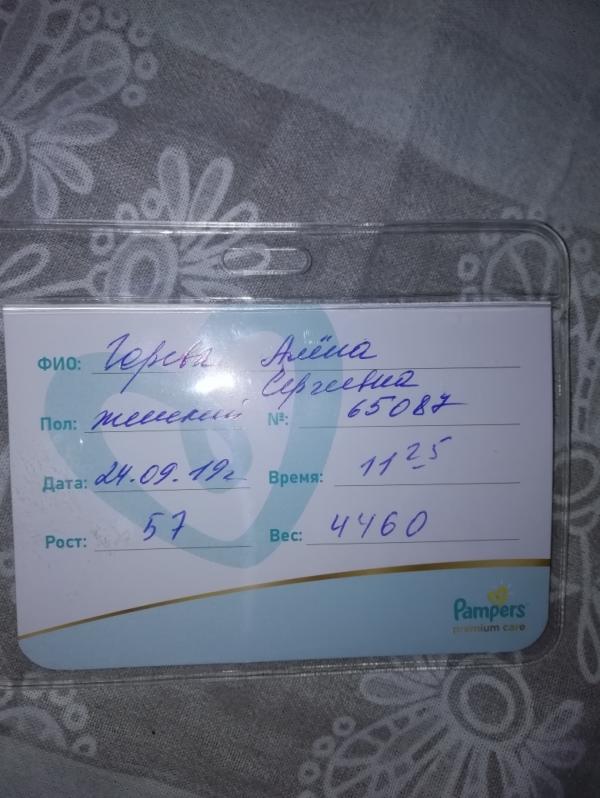 ФИО: Алёна
Сергеевна
Пол: женский №: 65087
Дата: 24.09.19г Время: 11 25
Рост: 57 Вес: 4460
Pampers
premium care